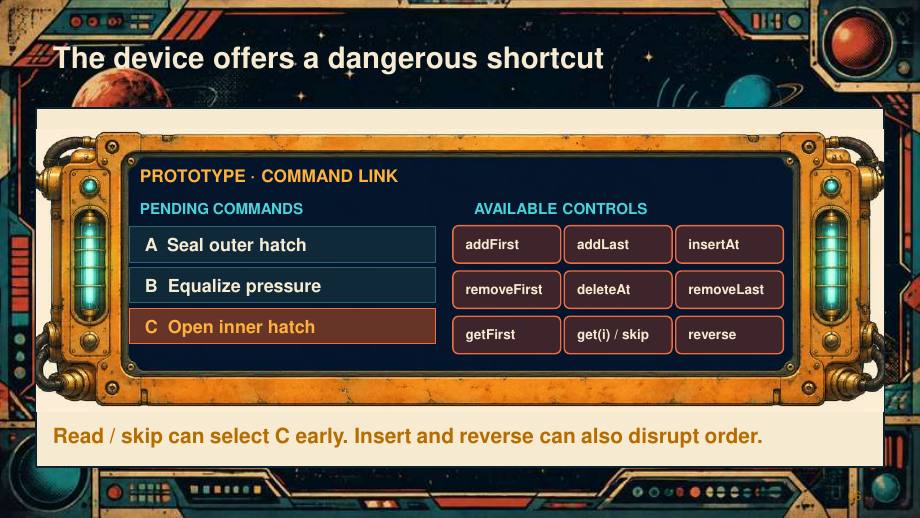 The device offers a dangerous shortcut
PROTOTYPE · COMMAND LINK
PENDING COMMANDS
A Seal outer hatch
B Equalize pressure
C Open inner hatch
AVAILABLE CONTROLS
addFirst addLast insertAt
removeFirst deleteAt removeLast
getFirst get(i) / skip reverse
Read / skip can select C early. Insert and reverse can also disrupt order.